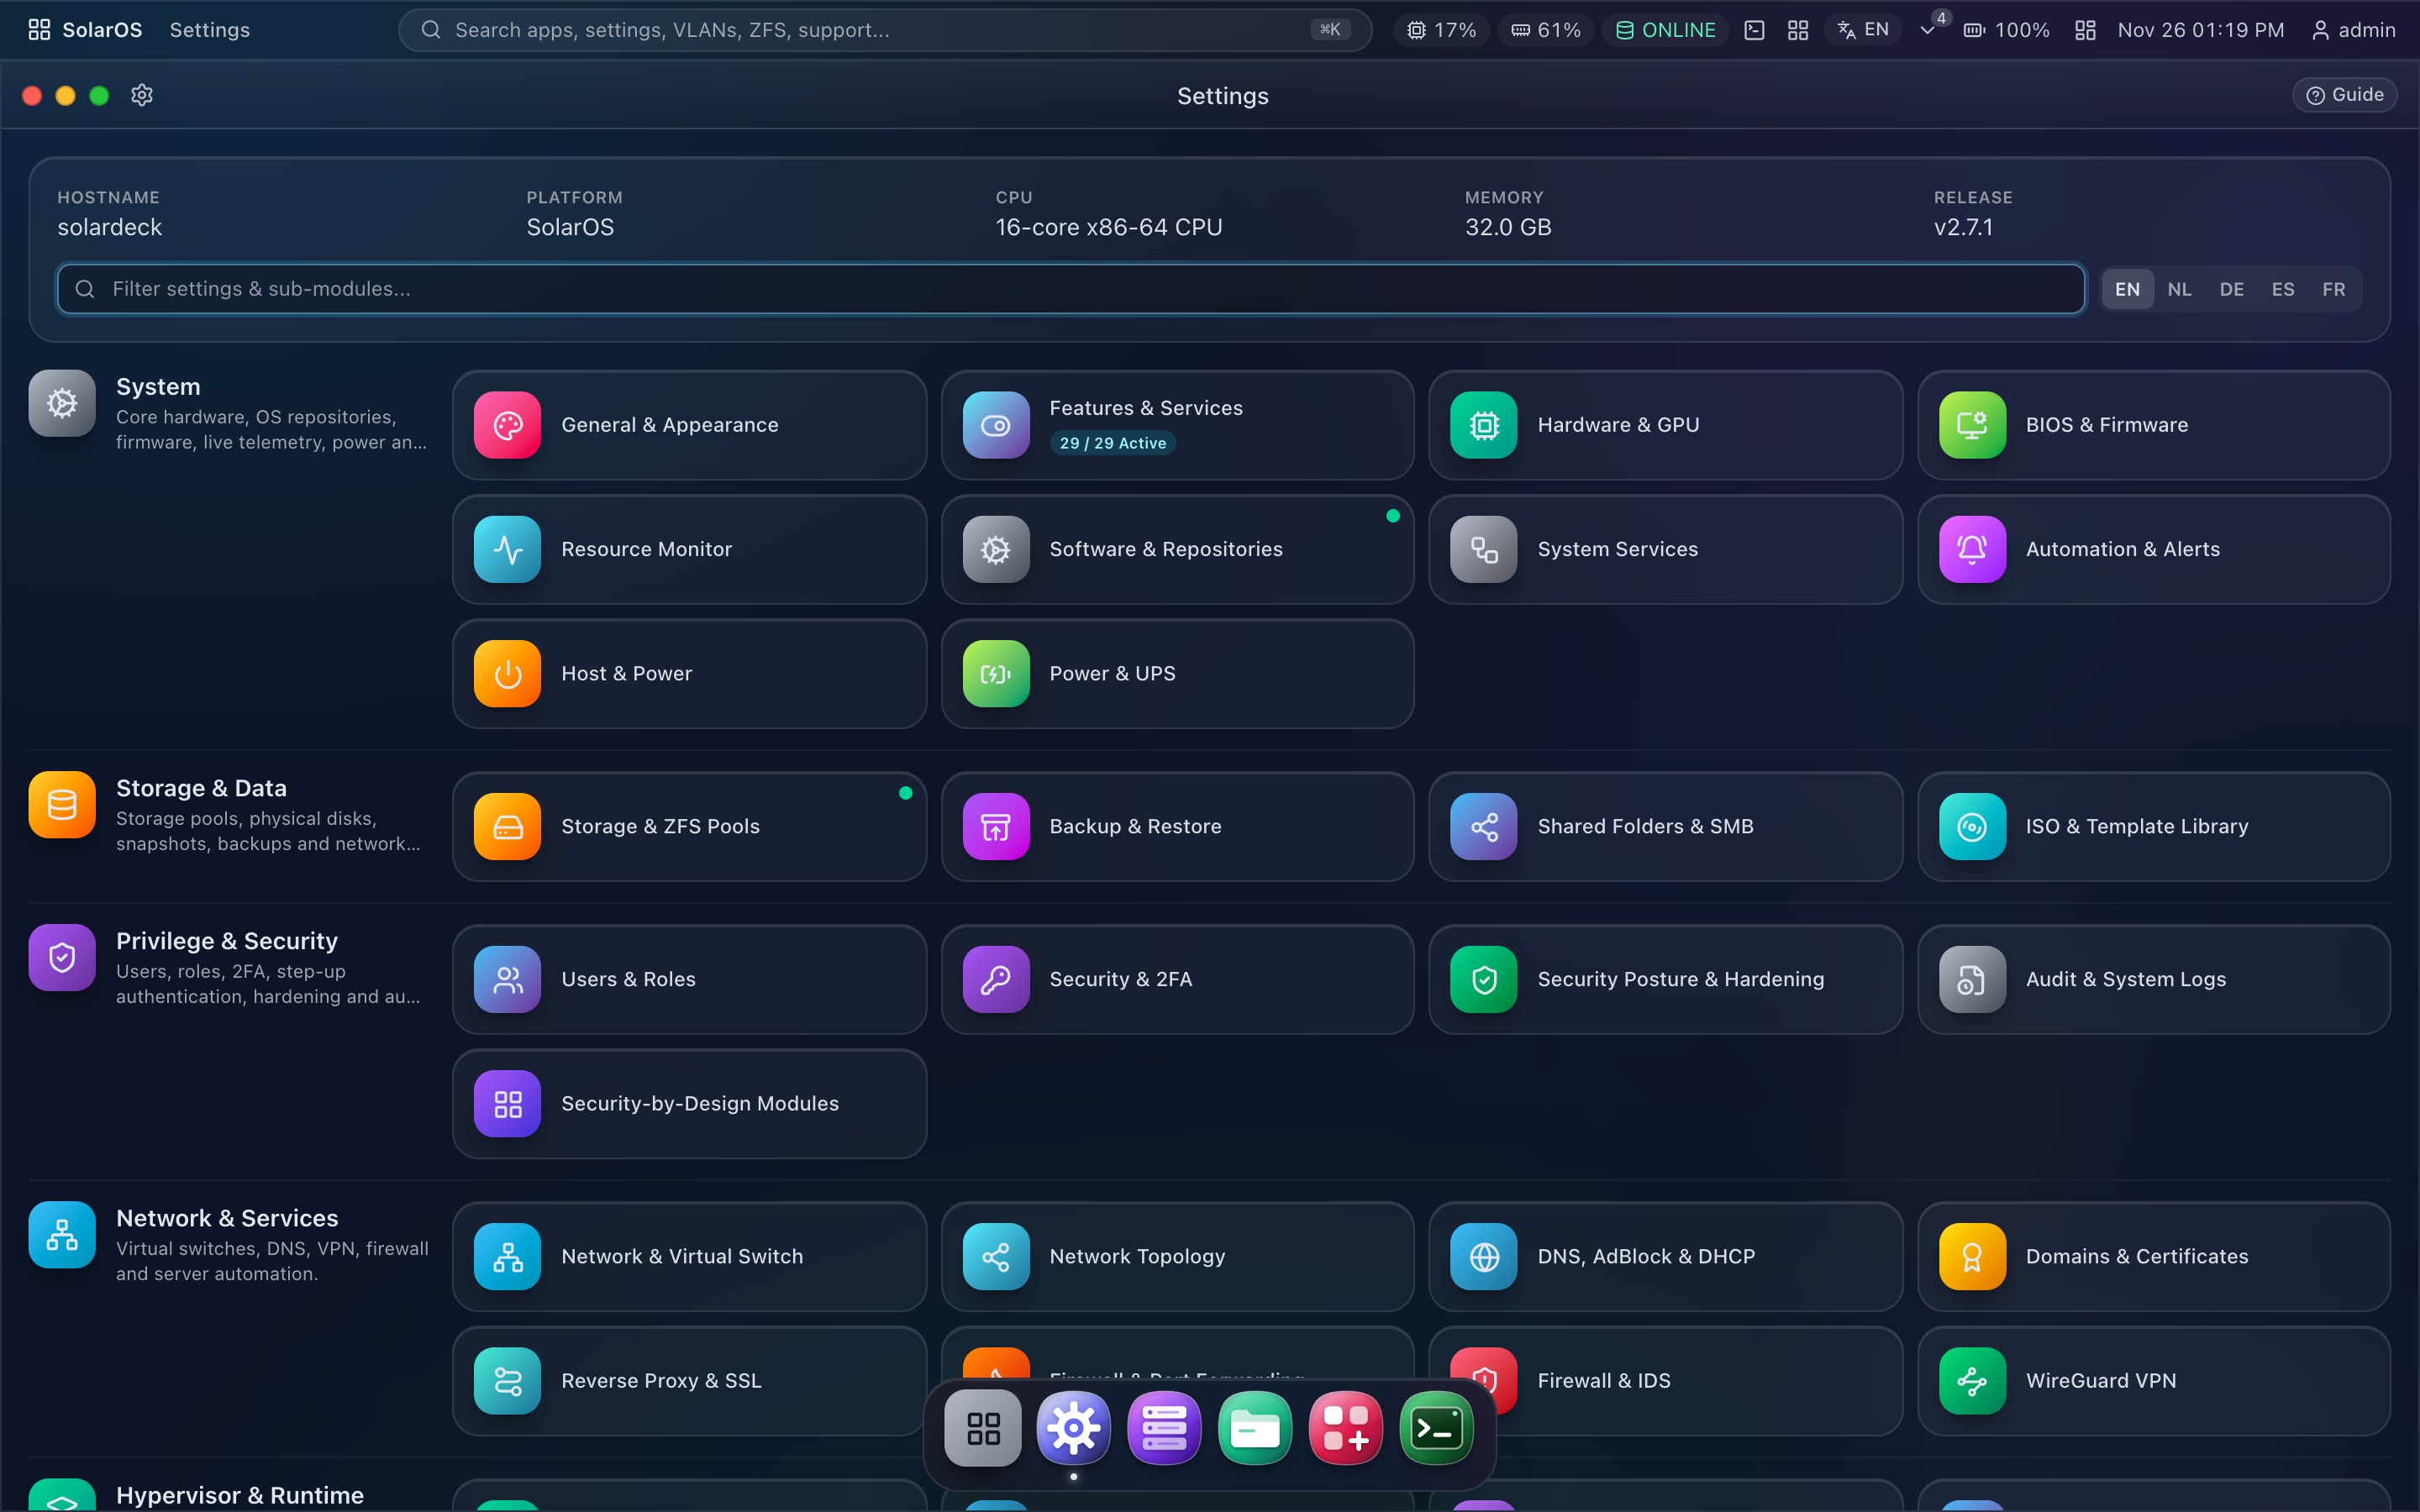 SolarOS Settings Search apps, settings, VLANs, ZFS, support... ⌘K 17% 61% ONLINE EN 4 100% Nov 26 01:19 PM admin
Settings Guide
HOSTNAME PLATFORM CPU MEMORY RELEASE
solardeck SolarOS 16-core x86-64 CPU 32.0 GB v2.7.1
Filter settings & sub-modules... EN NL DE ES FR
System
Core hardware, OS repositories,
firmware, live telemetry, power an...
General & Appearance
Features & Services
29 / 29 Active
Hardware & GPU
BIOS & Firmware
Resource Monitor
Software & Repositories
System Services
Automation & Alerts
Host & Power
Power & UPS
Storage & Data
Storage pools, physical disks,
snapshots, backups and network...
Storage & ZFS Pools
Backup & Restore
Shared Folders & SMB
ISO & Template Library
Privilege & Security
Users, roles, 2FA, step-up
authentication, hardening and au...
Users & Roles
Security & 2FA
Security Posture & Hardening
Audit & System Logs
Security-by-Design Modules
Network & Services
Virtual switches, DNS, VPN, firewall
and server automation.
Network & Virtual Switch
Network Topology
DNS, AdBlock & DHCP
Domains & Certificates
Reverse Proxy & SSL
Firewall & Port Forwarding
Firewall & IDS
WireGuard VPN
Hypervisor & Runtime